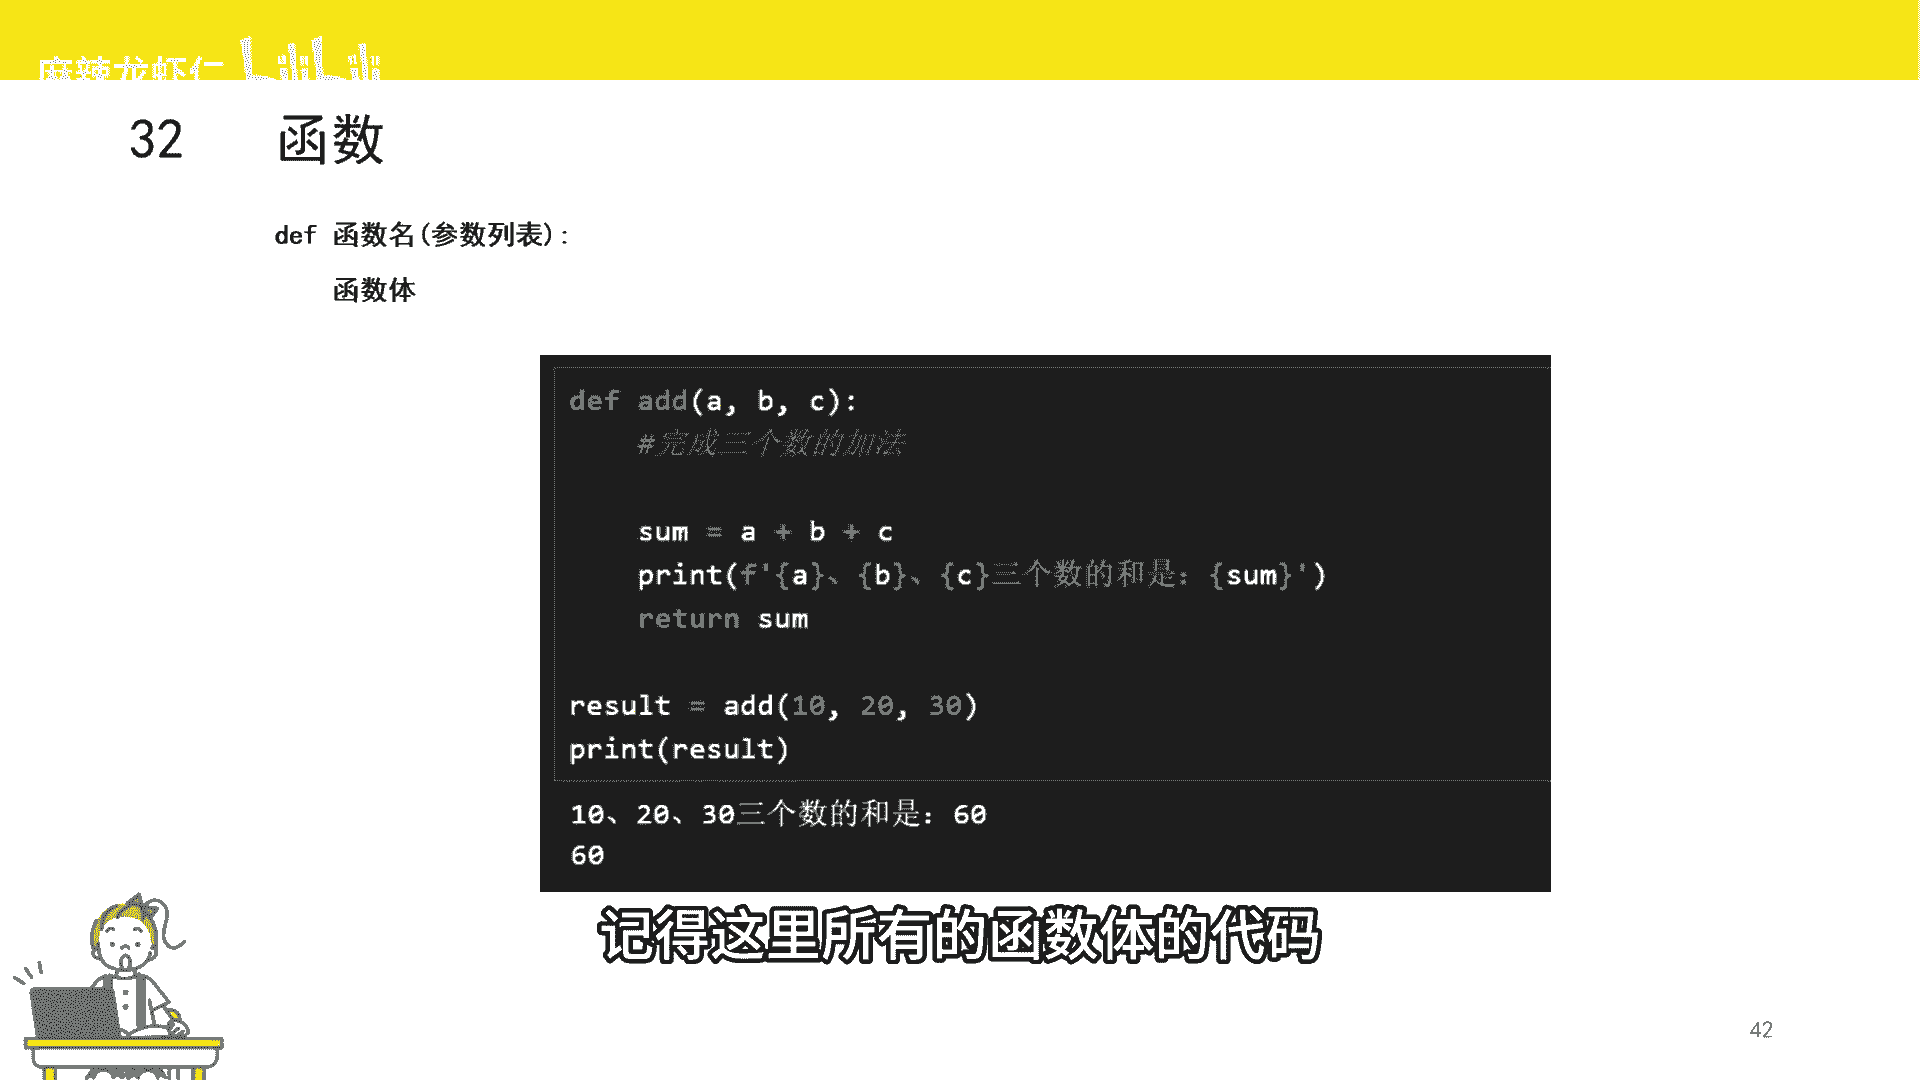 麻辣龙虾仁 bilibili
32 函数
def 函数名(参数列表):
函数体
def add(a, b, c):
#完成三个数的加法
sum = a + b + c
print(f'{a}、{b}、{c}三个数的和是：{sum}')
return sum
result = add(10, 20, 30)
print(result)
10、20、30三个数的和是：60
60
记得这里所有的函数体的代码
42